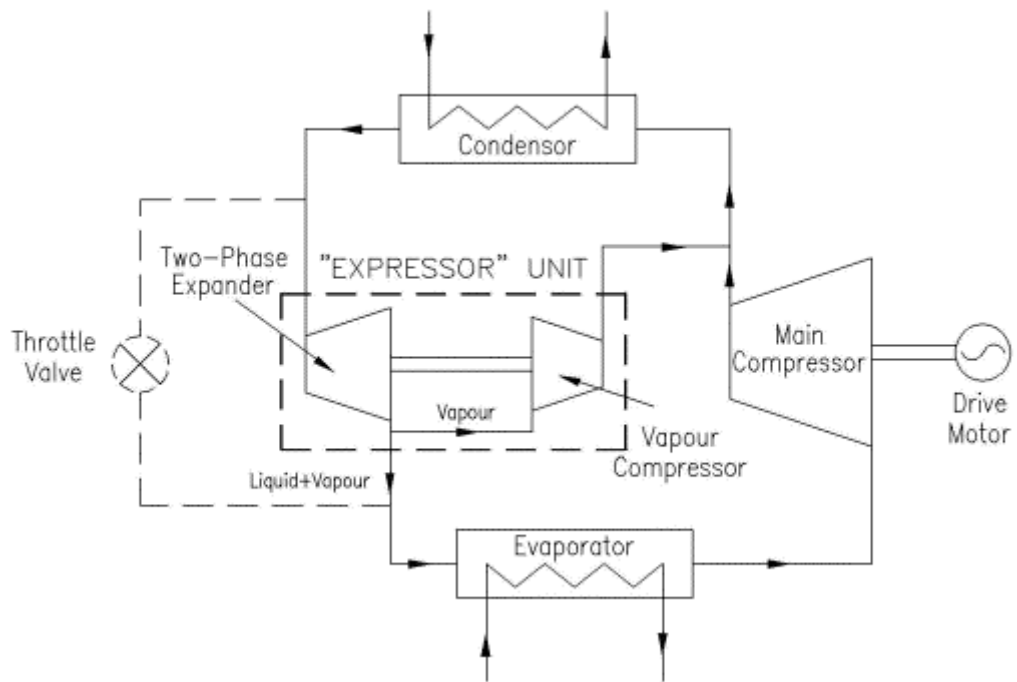 Condensor
Two-Phase
Expander
"EXPRESSOR" UNIT
Throttle
Valve
Main
Compressor
Drive
Motor
Vapour
Vapour
Compressor
Liquid+Vapour
Evaporator